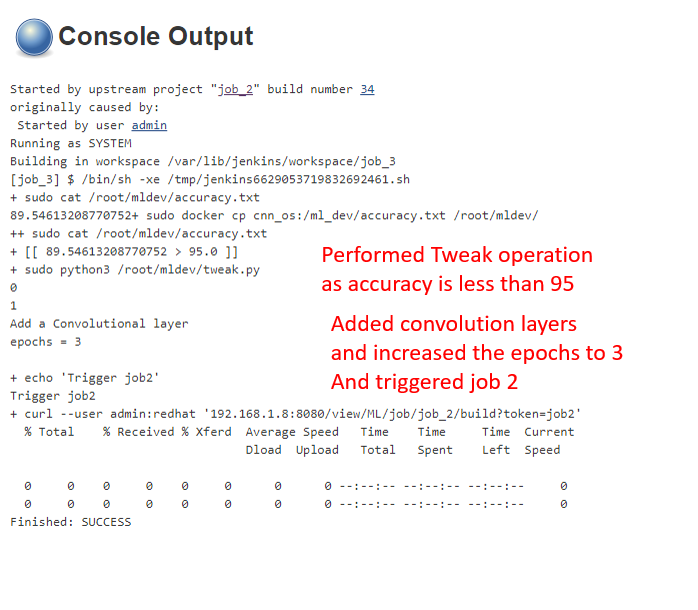 Console Output
Started by upstream project "job_2" build number 34
originally caused by:
Started by user admin
Running as SYSTEM
Building in workspace /var/lib/jenkins/workspace/job_3
[job_3] $ /bin/sh -xe /tmp/jenkins6629053719832692461.sh
+ sudo cat /root/mldev/accuracy.txt
89.54613208770752+ sudo docker cp cnn_os:/ml_dev/accuracy.txt /root/mldev/
++ sudo cat /root/mldev/accuracy.txt
+ [[ 89.54613208770752 > 95.0 ]]
+ sudo python3 /root/mldev/tweak.py
0
1
Add a Convolutional layer
epochs = 3
Performed Tweak operation
as accuracy is less than 95
Added convolution layers
and increased the epochs to 3
And triggered job 2
+ echo 'Trigger job2'
Trigger job2
+ curl --user admin:redhat '192.168.1.8:8080/view/ML/job/job_2/build?token=job2'
% Total % Received % Xferd Average Speed Time Time Time Current
Dload Upload Total Spent Left Speed
0 0 0 0 0 0 0 0 --:--:-- --:--:-- --:--:-- 0
0 0 0 0 0 0 0 0 --:--:-- --:--:-- --:--:-- 0
Finished: SUCCESS